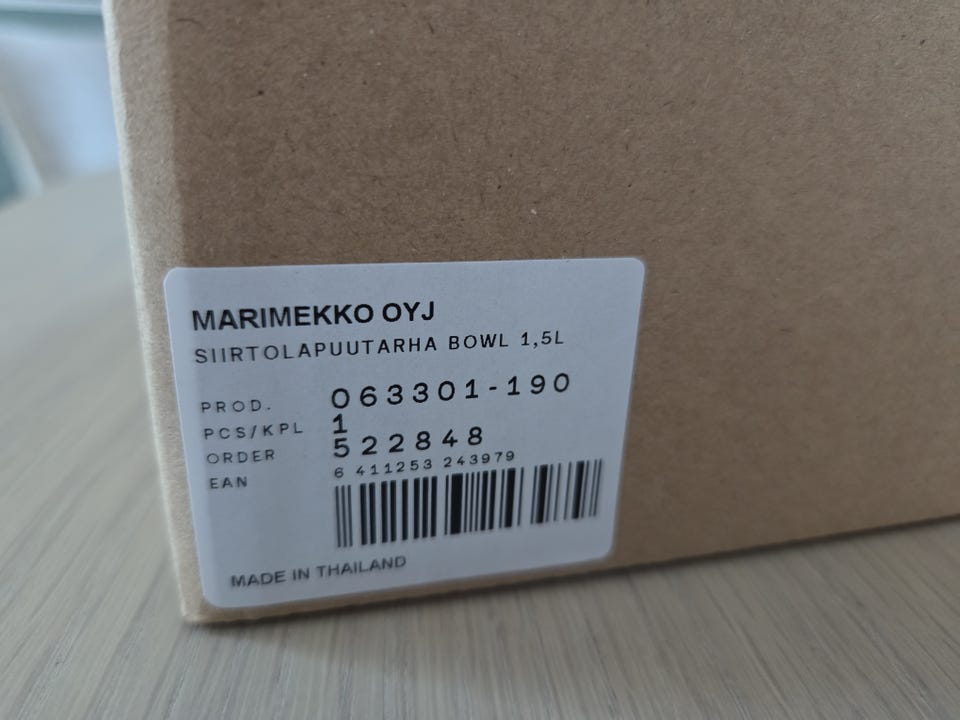 MARIMEKKO OYJ
SIIRTOLAPUUTARHA BOWL 1,5L
PROD. 063301-190
PCS/KPL 1
ORDER 522848
EAN 6 411253 243979
MADE IN THAILAND